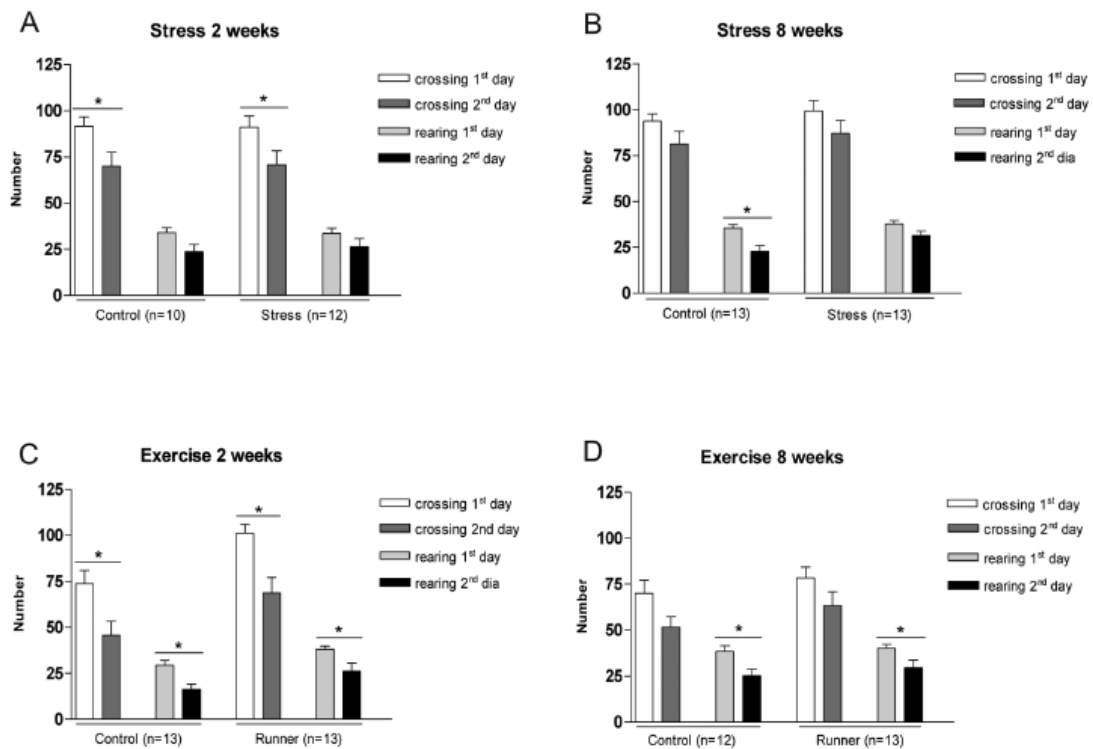 A
Stress 2 weeks
Number
125
100
75
50
25
0
*
*
crossing 1st day
crossing 2nd day
rearing 1st day
rearing 2nd day
Control (n=10)
Stress (n=12)
B
Stress 8 weeks
Number
125
100
75
50
25
0
*
crossing 1st day
crossing 2nd day
rearing 1st day
rearing 2nd dia
Control (n=13)
Stress (n=13)
C
Exercise 2 weeks
Number
125
100
75
50
25
0
*
*
*
*
crossing 1st day
crossing 2nd day
rearing 1st day
rearing 2nd dia
Control (n=13)
Runner (n=13)
D
Exercise 8 weeks
Number
125
100
75
50
25
0
*
*
crossing 1st day
crossing 2nd day
rearing 1st day
rearing 2nd day
Control (n=12)
Runner (n=13)